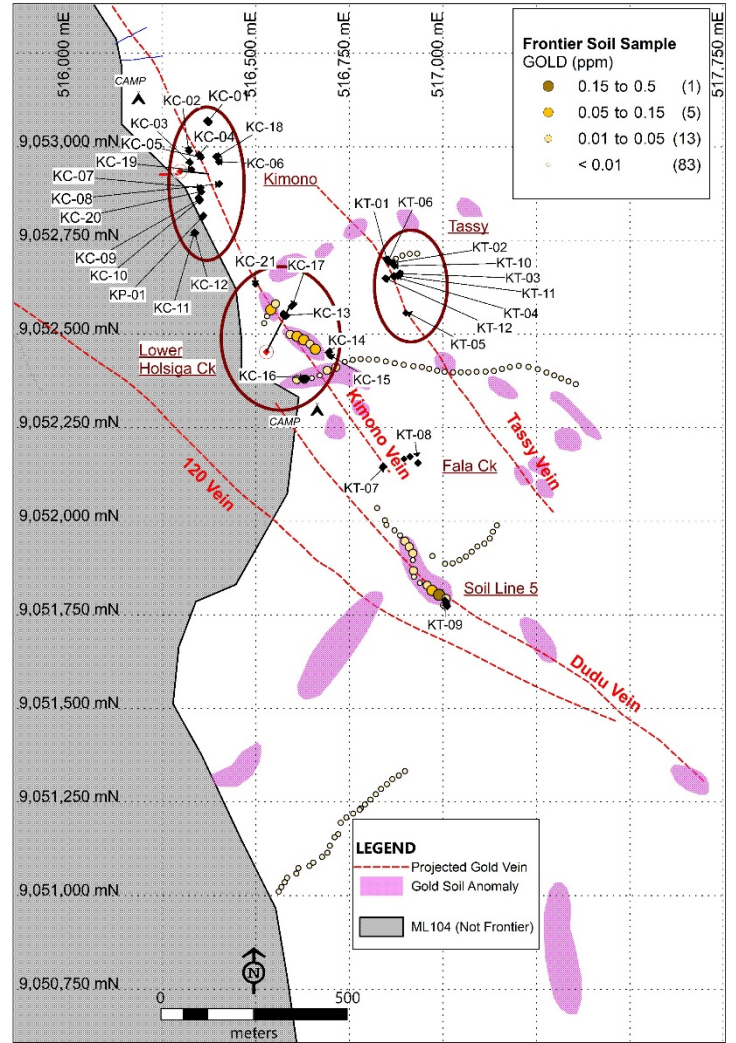 516,000 mE
516,500 mE
516,750 mE
517,000 mE
517,750 mE
Frontier Soil Sample
GOLD (ppm)
0.15 to 0.5 (1)
0.05 to 0.15 (5)
0.01 to 0.05 (13)
< 0.01 (83)
CAMP
KC-01
KC-02
KC-03
KC-04
KC-18
KC-05
KC-19
KC-06
KC-07
KC-08
KC-20
KC-09
KC-10
KP-01
KC-11
KC-12
Kimono
9,053,000 mN
9,052,750 mN
KT-01
KT-06
Tassy
KT-02
KT-10
KT-03
KT-11
KT-04
KT-12
KT-05
KC-21
KC-17
KC-13
KC-14
KC-15
KC-16
9,052,500 mN
Lower
Holsiga Ck
CAMP
9,052,250 mN
Kimono Vein
Tassy Vein
120 Vein
KT-08
KT-07
Fala Ck
9,052,000 mN
Soil Line 5
KT-09
9,051,750 mN
Dudu Vein
9,051,500 mN
9,051,250 mN
9,051,000 mN
9,050,750 mN
LEGEND
Projected Gold Vein
Gold Soil Anomaly
ML104 (Not Frontier)
N
0
500
meters